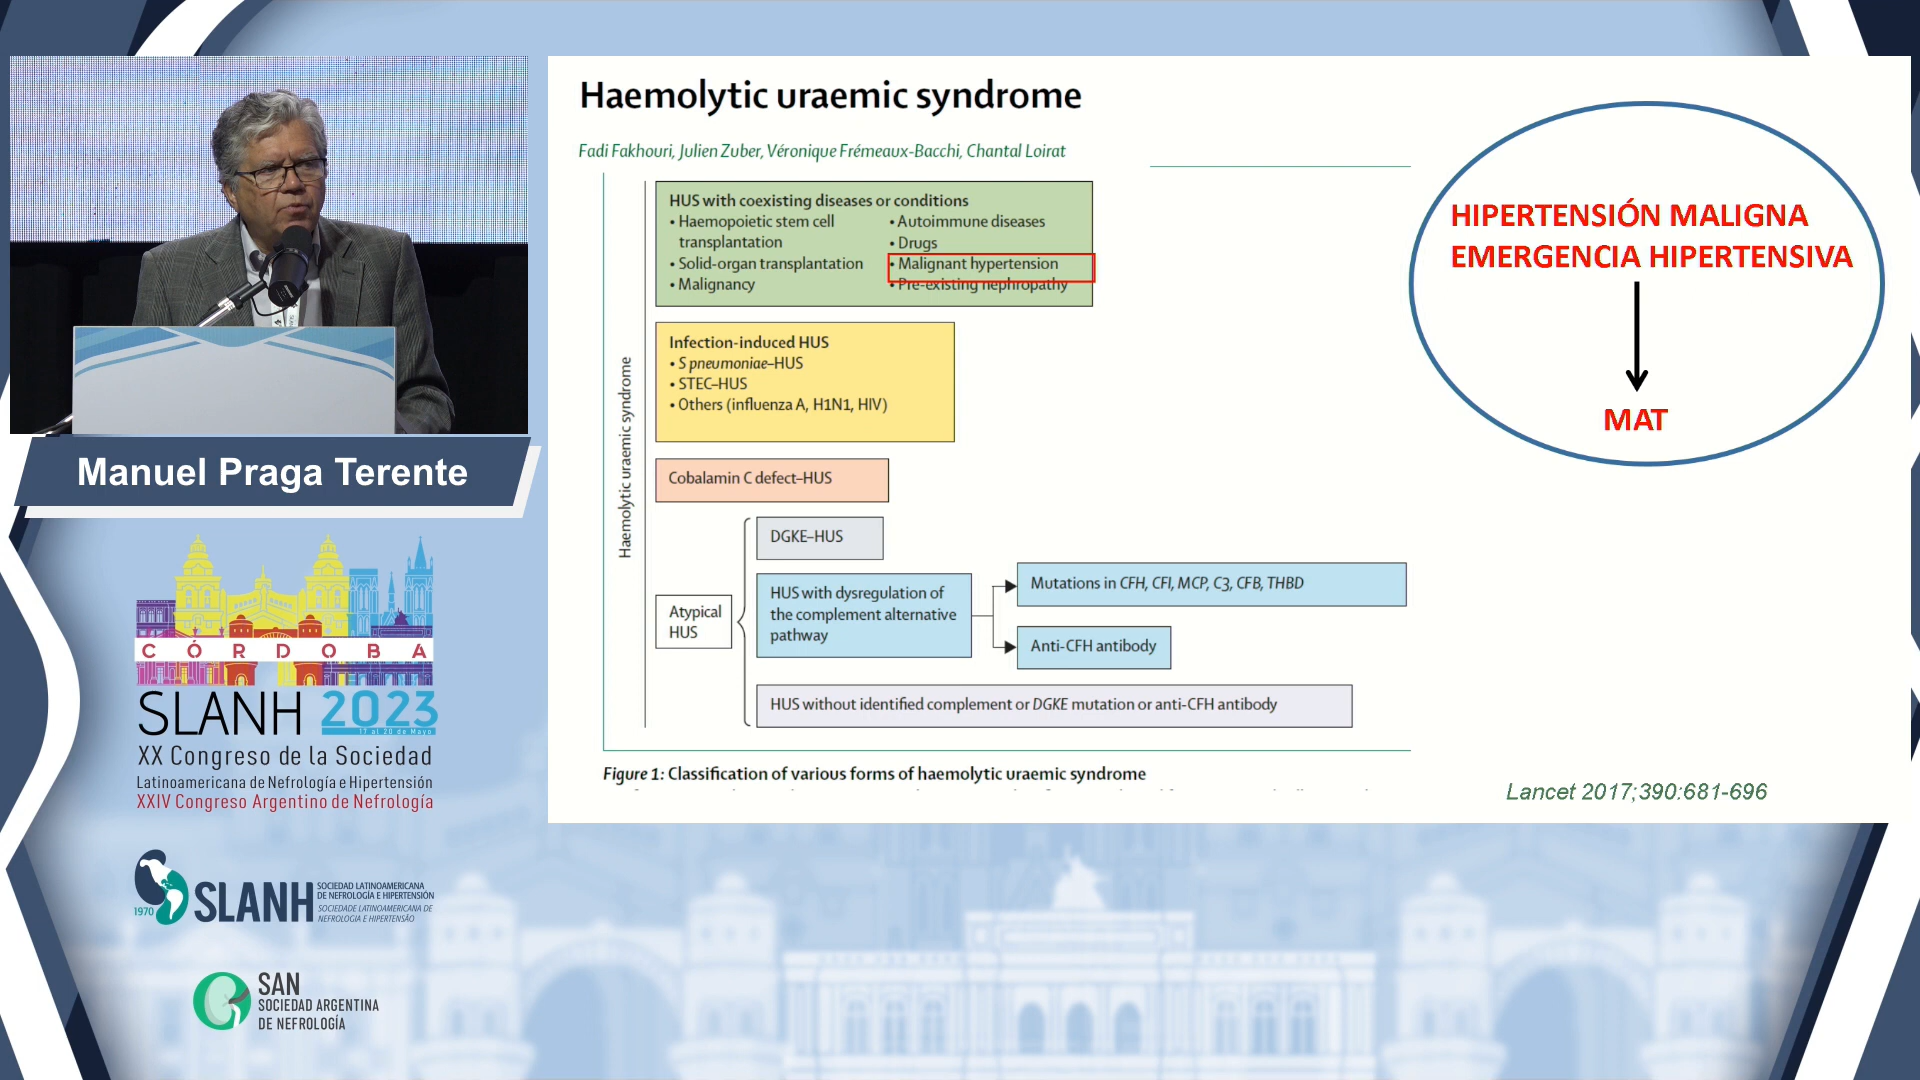 Haemolytic uraemic syndrome
Fadi Fakhouri, Julien Zuber, Véronique Frémeaux-Bacchi, Chantal Loirat
Haemolytic uraemic syndrome
HUS with coexisting diseases or conditions
• Haemopoietic stem cell
transplantation
• Solid-organ transplantation
• Malignancy
• Autoimmune diseases
• Drugs
• Malignant hypertension
• Pre-existing nephropathy
Infection-induced HUS
• S pneumoniae–HUS
• STEC–HUS
• Others (influenza A, H1N1, HIV)
Cobalamin C defect–HUS
Atypical
HUS
DGKE–HUS
HUS with dysregulation of
the complement alternative
pathway
Mutations in CFH, CFI, MCP, C3, CFB, THBD
Anti-CFH antibody
HUS without identified complement or DGKE mutation or anti-CFH antibody
Figure 1: Classification of various forms of haemolytic uraemic syndrome
HIPERTENSIÓN MALIGNA
EMERGENCIA HIPERTENSIVA
MAT
Lancet 2017;390:681-696
Manuel Praga Terente
CÓRDOBA
SLANH 2023
17 al 20 de Mayo
XX Congreso de la Sociedad
Latinoamericana de Nefrología e Hipertensión
XXIV Congreso Argentino de Nefrología
1970
SLANH
SOCIEDAD LATINOAMERICANA
DE NEFROLOGÍA E HIPERTENSIÓN
SOCIEDADE LATINOAMERICANA DE
NEFROLOGIA E HIPERTENSÃO
SAN
SOCIEDAD ARGENTINA
DE NEFROLOGÍA